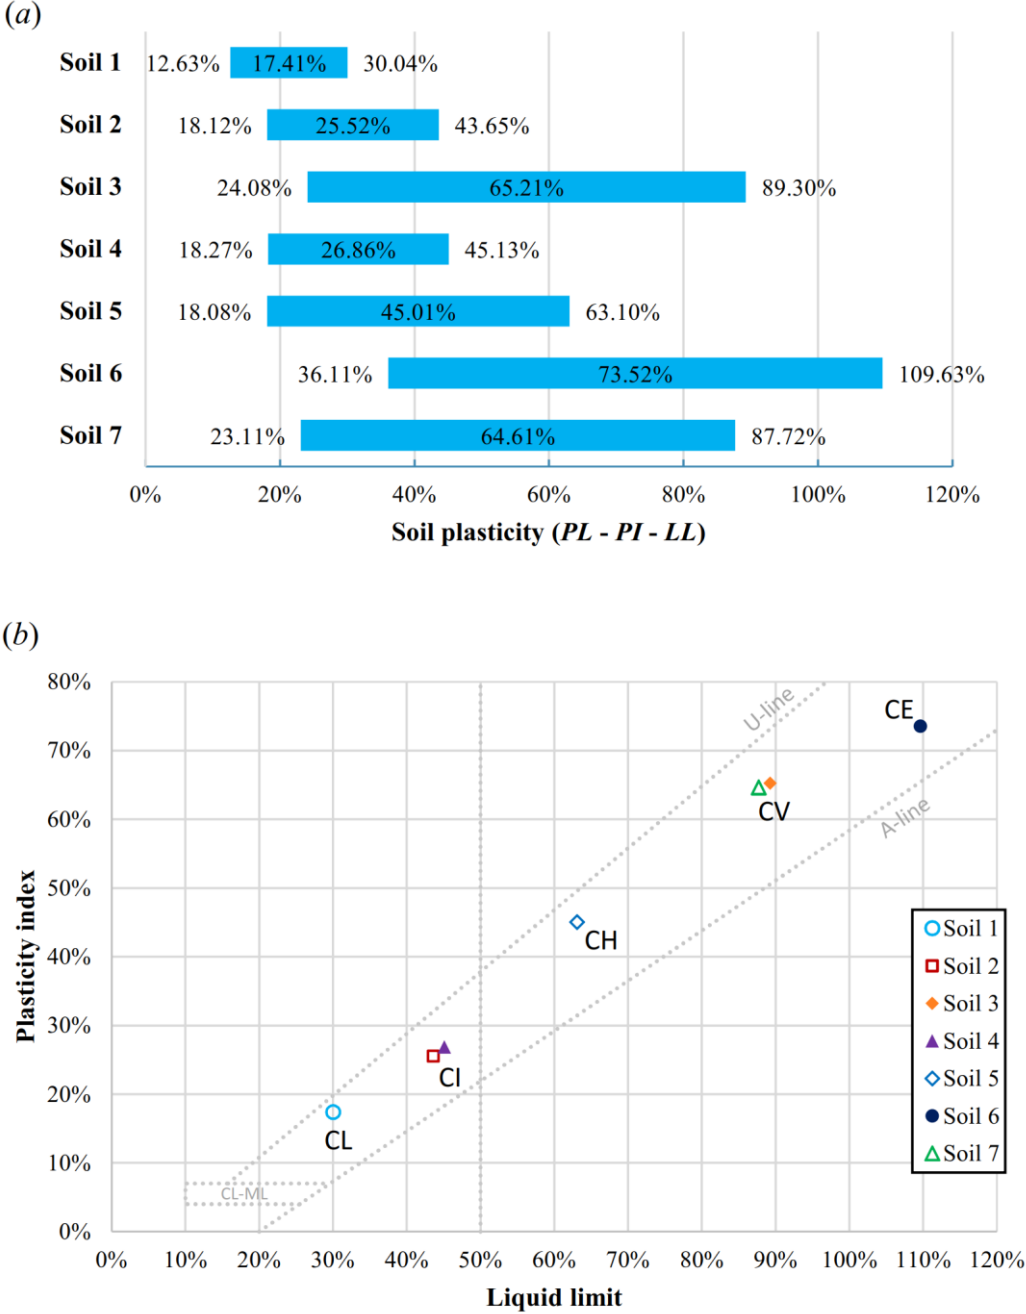 (a)
Soil 1 12.63% 17.41% 30.04%
Soil 2 18.12% 25.52% 43.65%
Soil 3 24.08% 65.21% 89.30%
Soil 4 18.27% 26.86% 45.13%
Soil 5 18.08% 45.01% 63.10%
Soil 6 36.11% 73.52% 109.63%
Soil 7 23.11% 64.61% 87.72%
0% 20% 40% 60% 80% 100% 120%
Soil plasticity (PL - PI - LL)
(b)
80%
70%
60%
50%
40%
30%
20%
10%
0%
Plasticity index
U-line
CE
CV
A-line
CH
CI
CL
CL-ML
Soil 1
Soil 2
Soil 3
Soil 4
Soil 5
Soil 6
Soil 7
0% 10% 20% 30% 40% 50% 60% 70% 80% 90% 100% 110% 120%
Liquid limit